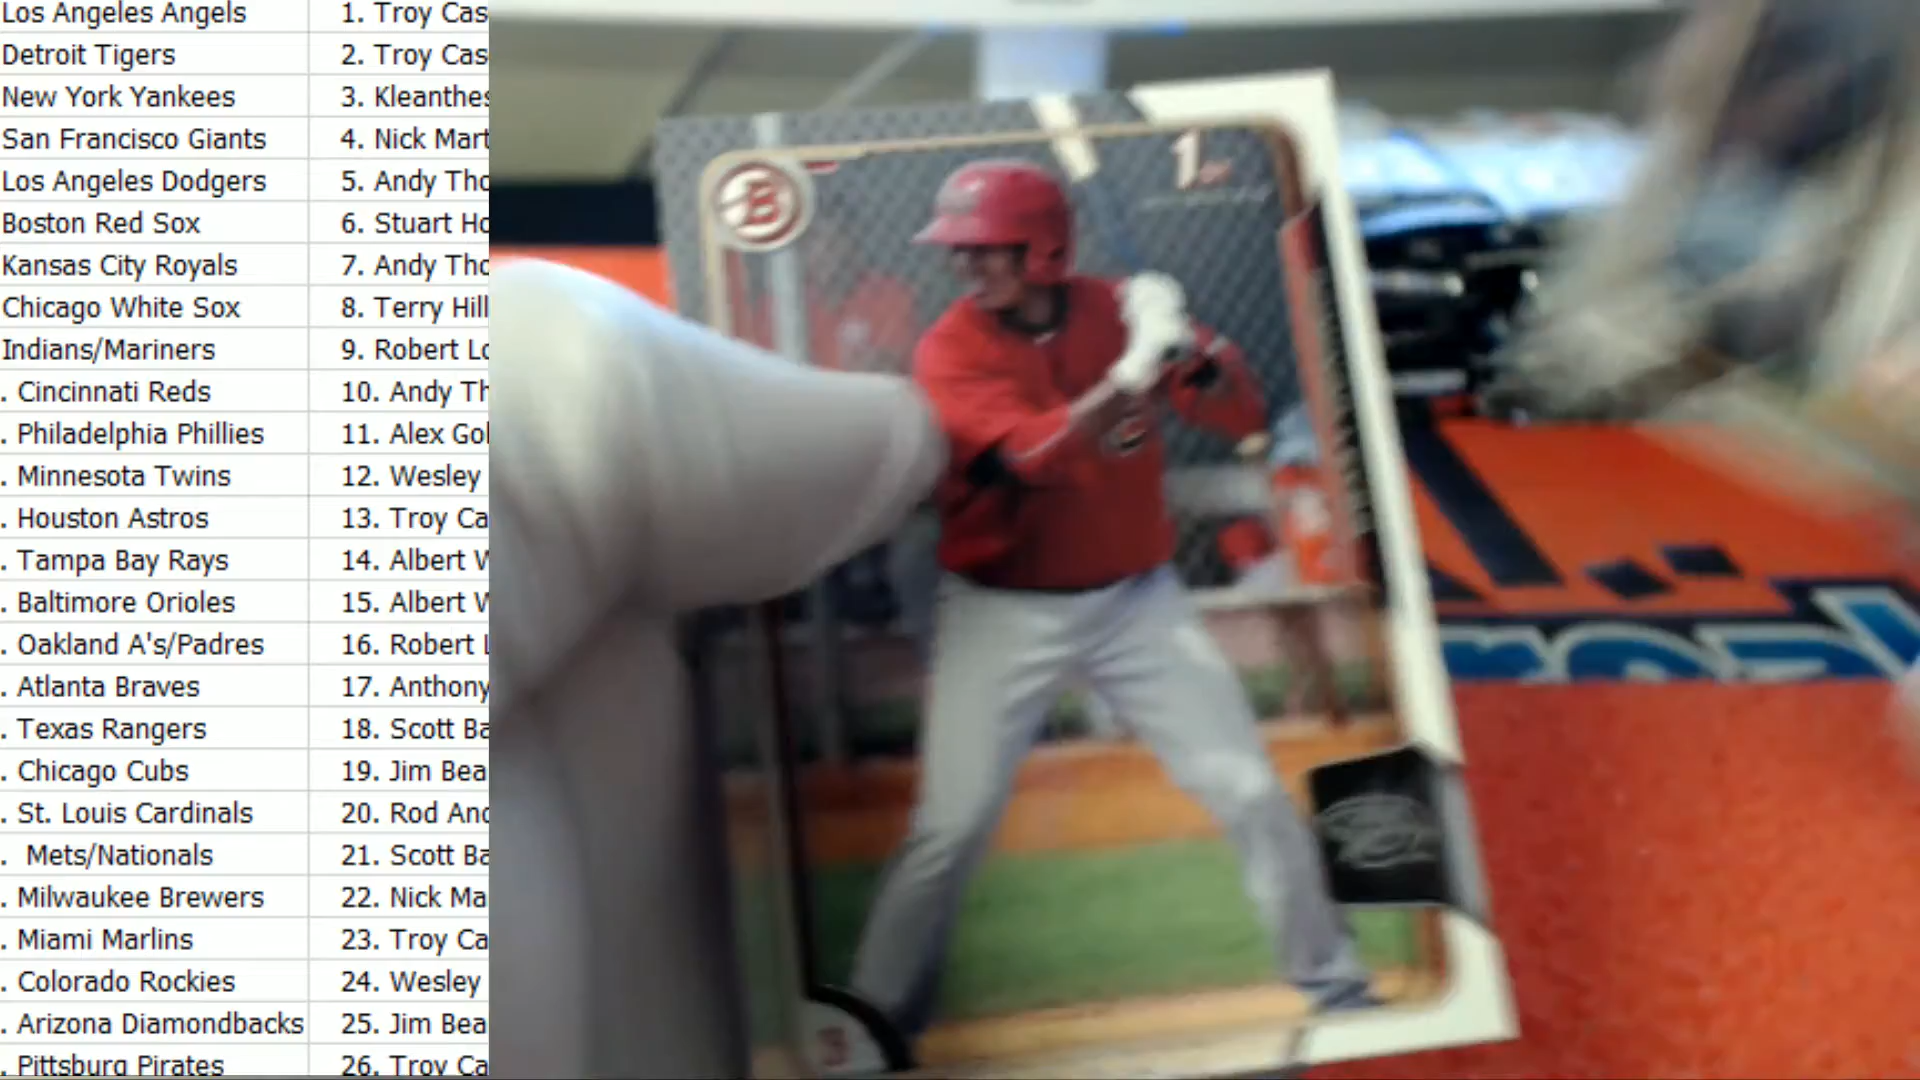 Los Angeles Angels 1. Troy Cas
Detroit Tigers 2. Troy Cas
New York Yankees 3. Kleanthes
San Francisco Giants 4. Nick Mart
Los Angeles Dodgers 5. Andy Tho
Boston Red Sox 6. Stuart Ho
Kansas City Royals 7. Andy Tho
Chicago White Sox 8. Terry Hill
Indians/Mariners 9. Robert Lo
. Cincinnati Reds 10. Andy Th
. Philadelphia Phillies 11. Alex Gol
. Minnesota Twins 12. Wesley
. Houston Astros 13. Troy Ca
. Tampa Bay Rays 14. Albert W
. Baltimore Orioles 15. Albert W
. Oakland A's/Padres 16. Robert L
. Atlanta Braves 17. Anthony
. Texas Rangers 18. Scott Ba
. Chicago Cubs 19. Jim Bea
. St. Louis Cardinals 20. Rod And
. Mets/Nationals 21. Scott Ba
. Milwaukee Brewers 22. Nick Ma
. Miami Marlins 23. Troy Ca
. Colorado Rockies 24. Wesley
. Arizona Diamondbacks 25. Jim Bea
. Pittsburg Pirates 26. Troy Ca
B
1st